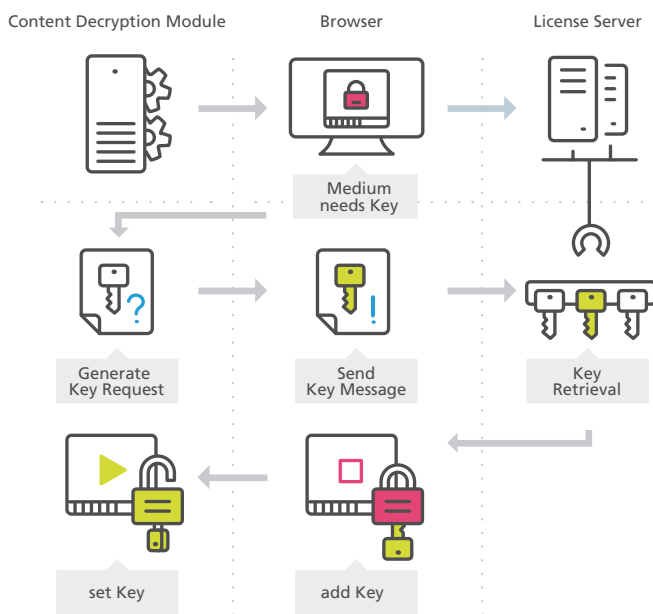 Content Decryption Module
Browser
License Server
Medium
needs Key
Generate
Key Request
Send
Key Message
Key
Retrieval
set Key
add Key